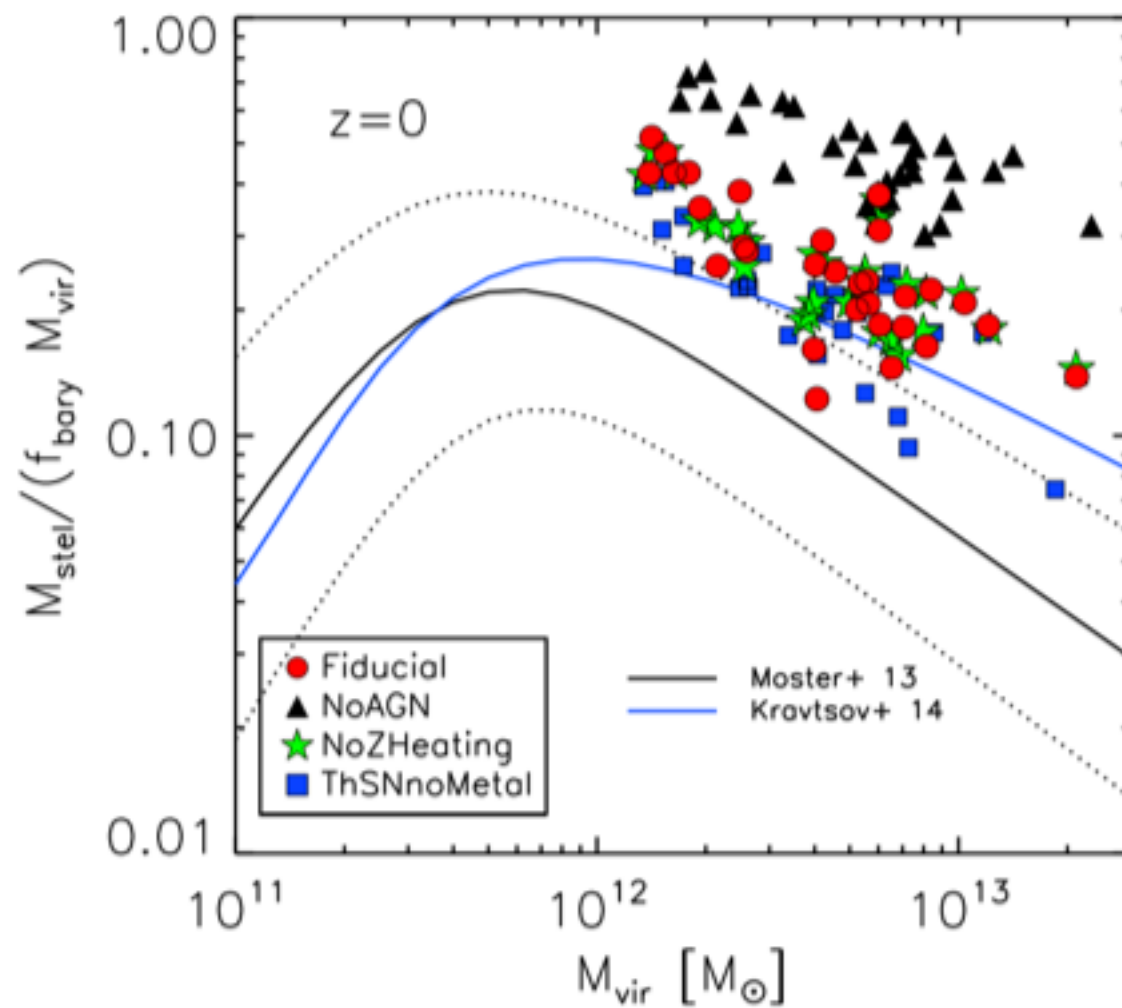 1.00
z=0
M_stel/(f_bary M_vir)
0.10
Fiducial
NoAGN
NoZHeating
ThSNnoMetal
Moster+ 13
Kravtsov+ 14
0.01
10^11
10^12
10^13
M_vir [M_⊙]